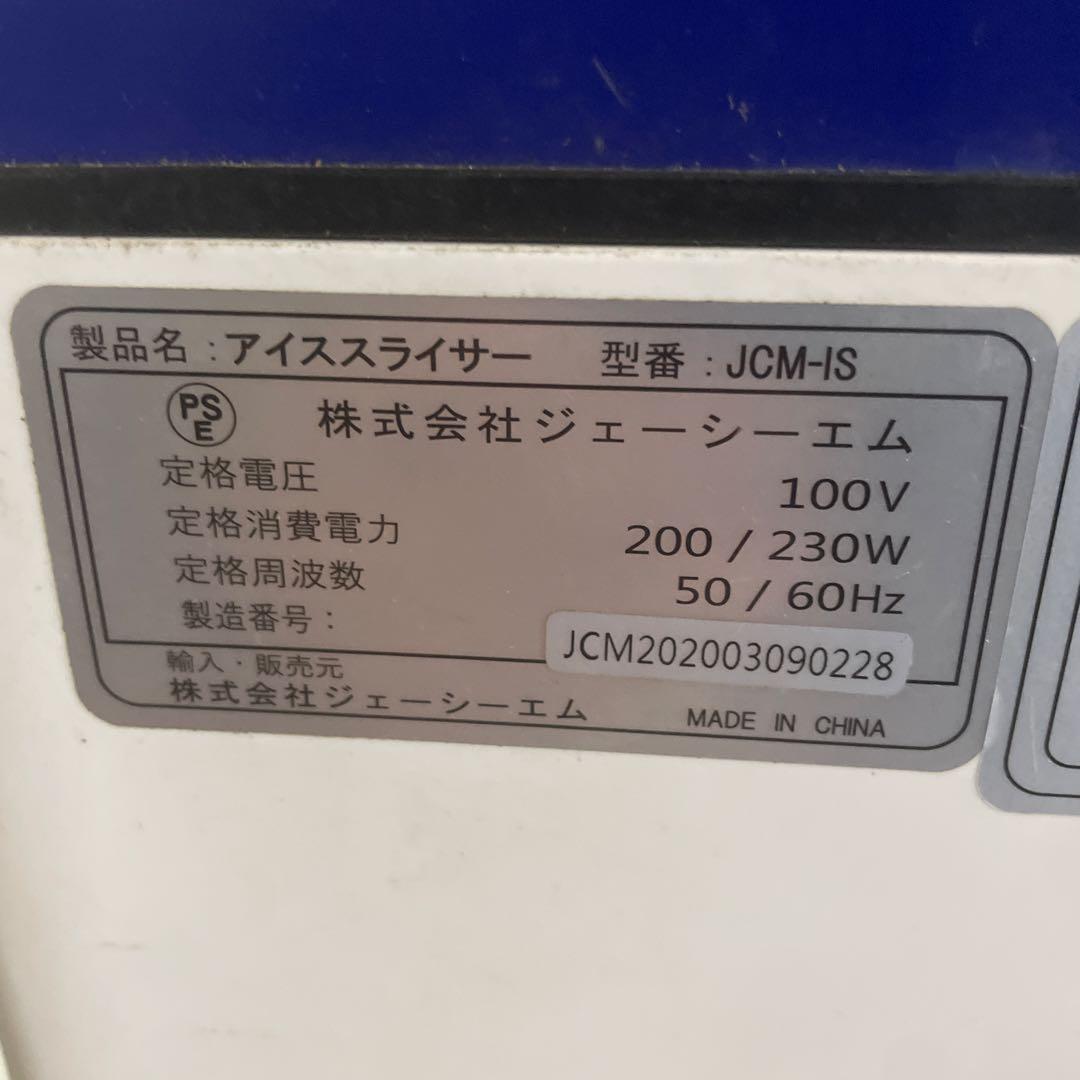 製品名：アイススライサー　型番：JCM-IS
PSE　株式会社ジェーシーエム
定格電圧　100V
定格消費電力　200 / 230W
定格周波数　50 / 60Hz
製造番号：　JCM202003090228
輸入・販売元
株式会社ジェーシーエム　MADE IN CHINA